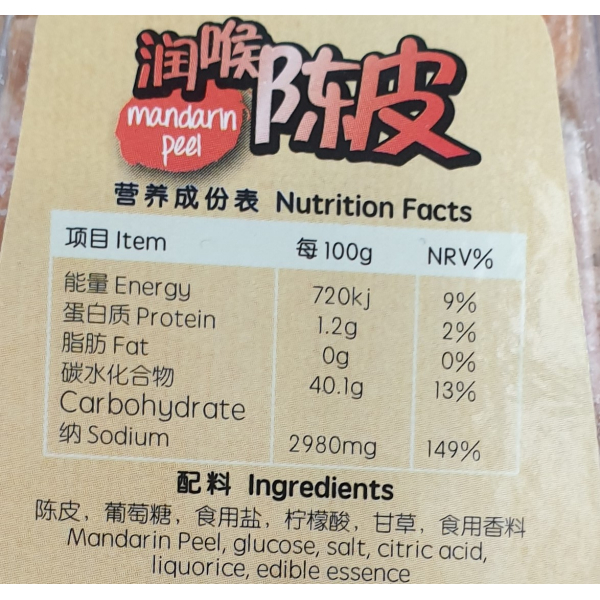 润喉陈皮
mandarin
peel
营养成份表 Nutrition Facts
项目 Item 每 100g NRV%
能量 Energy 720kj 9%
蛋白质 Protein 1.2g 2%
脂肪 Fat 0g 0%
碳水化合物 40.1g 13%
Carbohydrate
纳 Sodium 2980mg 149%
配料 Ingredients
陈皮，葡萄糖，食用盐，柠檬酸，甘草，食用香料
Mandarin Peel, glucose, salt, citric acid,
liquorice, edible essence